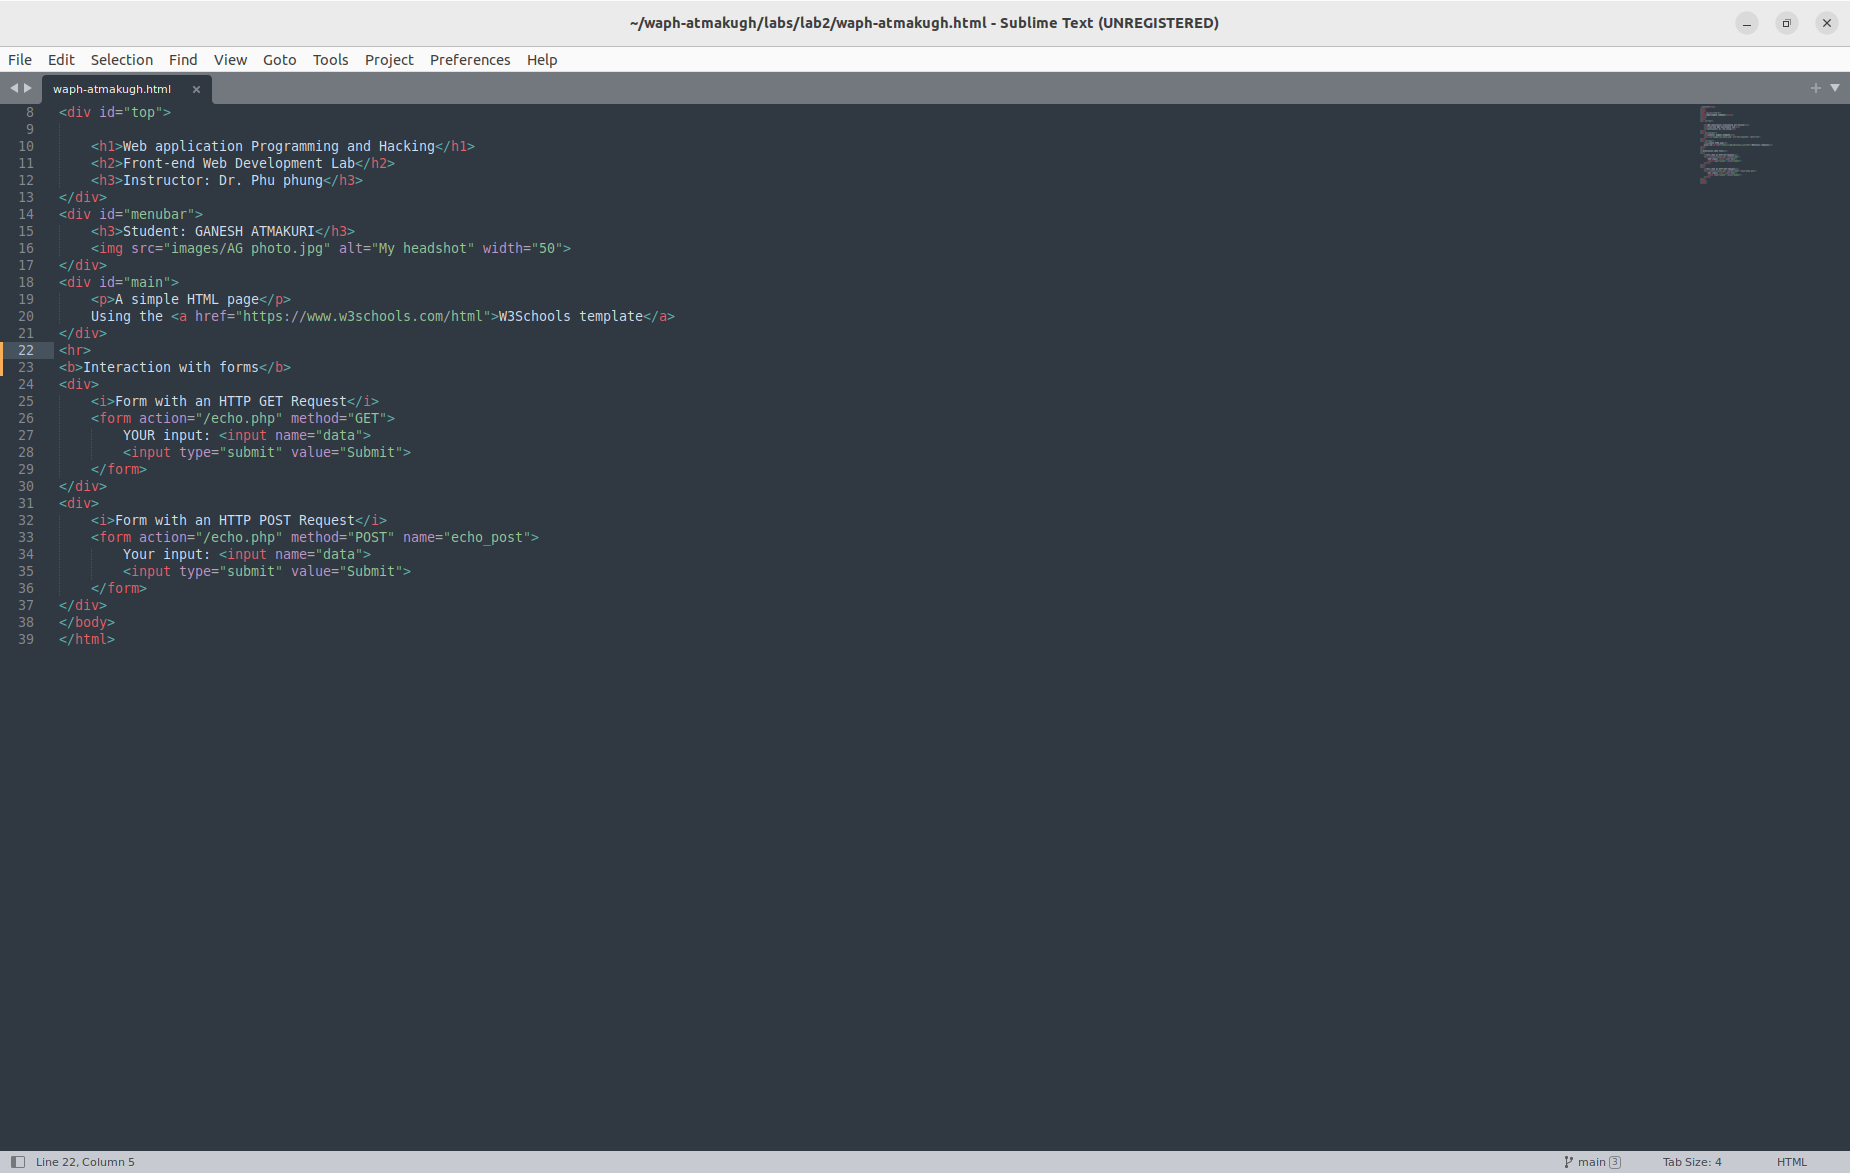 ~/waph-atmakugh/labs/lab2/waph-atmakugh.html - Sublime Text (UNREGISTERED)
File Edit Selection Find View Goto Tools Project Preferences Help
waph-atmakugh.html
8 <div id="top">
9
10 <h1>Web application Programming and Hacking</h1>
11 <h2>Front-end Web Development Lab</h2>
12 <h3>Instructor: Dr. Phu phung</h3>
13 </div>
14 <div id="menubar">
15 <h3>Student: GANESH ATMAKURI</h3>
16 <img src="images/AG photo.jpg" alt="My headshot" width="50">
17 </div>
18 <div id="main">
19 <p>A simple HTML page</p>
20 Using the <a href="https://www.w3schools.com/html">W3Schools template</a>
21 </div>
22 <hr>
23 <b>Interaction with forms</b>
24 <div>
25 <i>Form with an HTTP GET Request</i>
26 <form action="/echo.php" method="GET">
27 YOUR input: <input name="data">
28 <input type="submit" value="Submit">
29 </form>
30 </div>
31 <div>
32 <i>Form with an HTTP POST Request</i>
33 <form action="/echo.php" method="POST" name="echo_post">
34 Your input: <input name="data">
35 <input type="submit" value="Submit">
36 </form>
37 </div>
38 </body>
39 </html>
Line 22, Column 5 main 3 Tab Size: 4 HTML